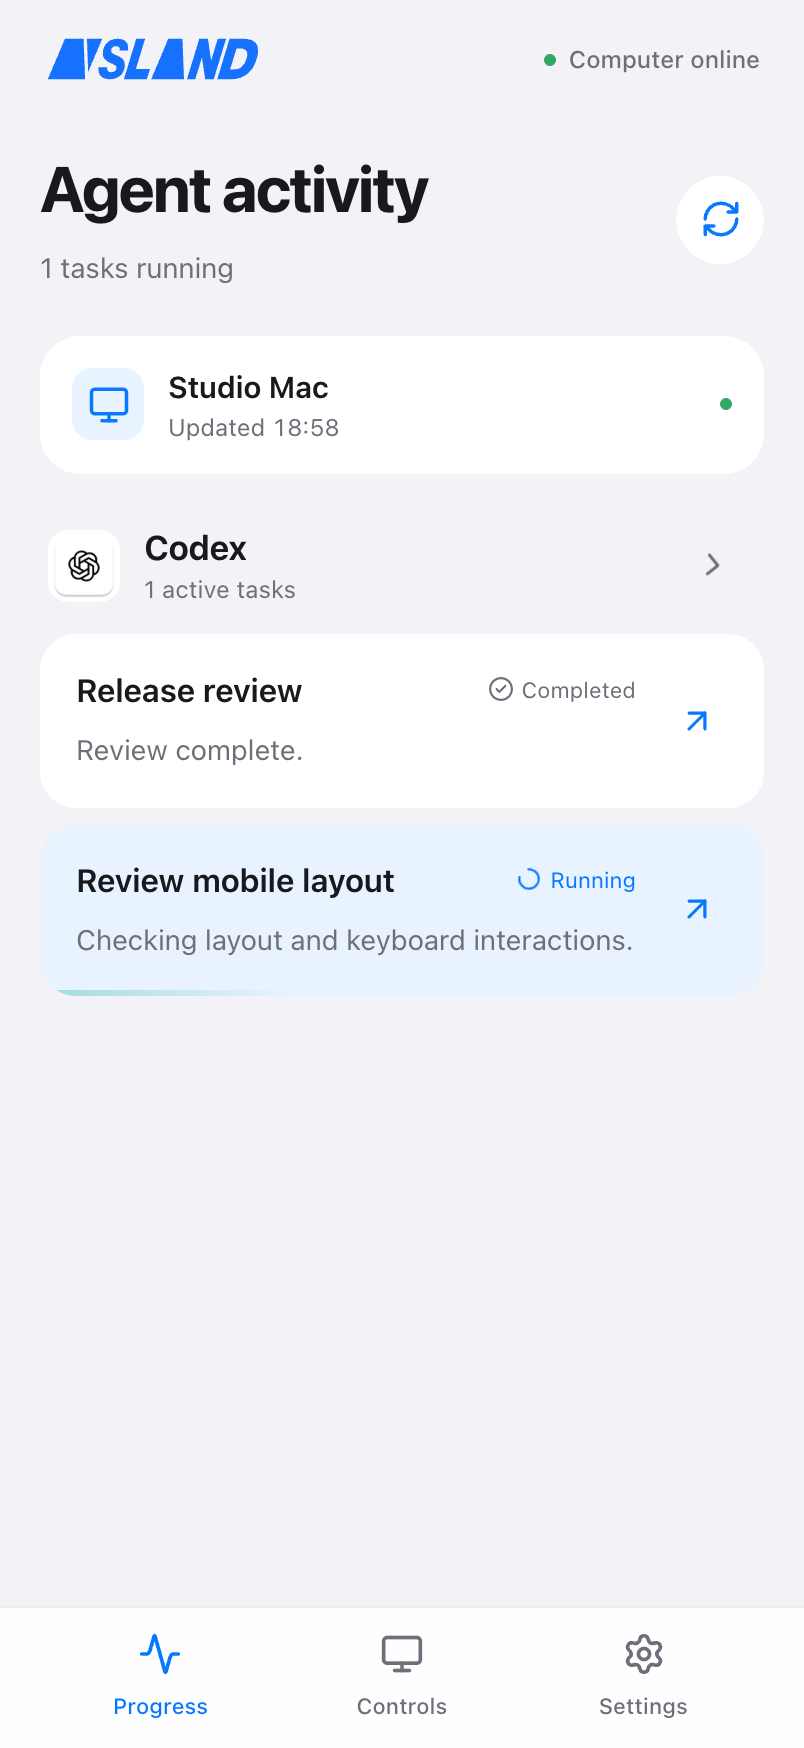 AISLAND
Computer online
Agent activity
1 tasks running
Studio Mac
Updated 18:58
Codex
1 active tasks
Release review
Completed
Review complete.
Review mobile layout
Running
Checking layout and keyboard interactions.
Progress
Controls
Settings